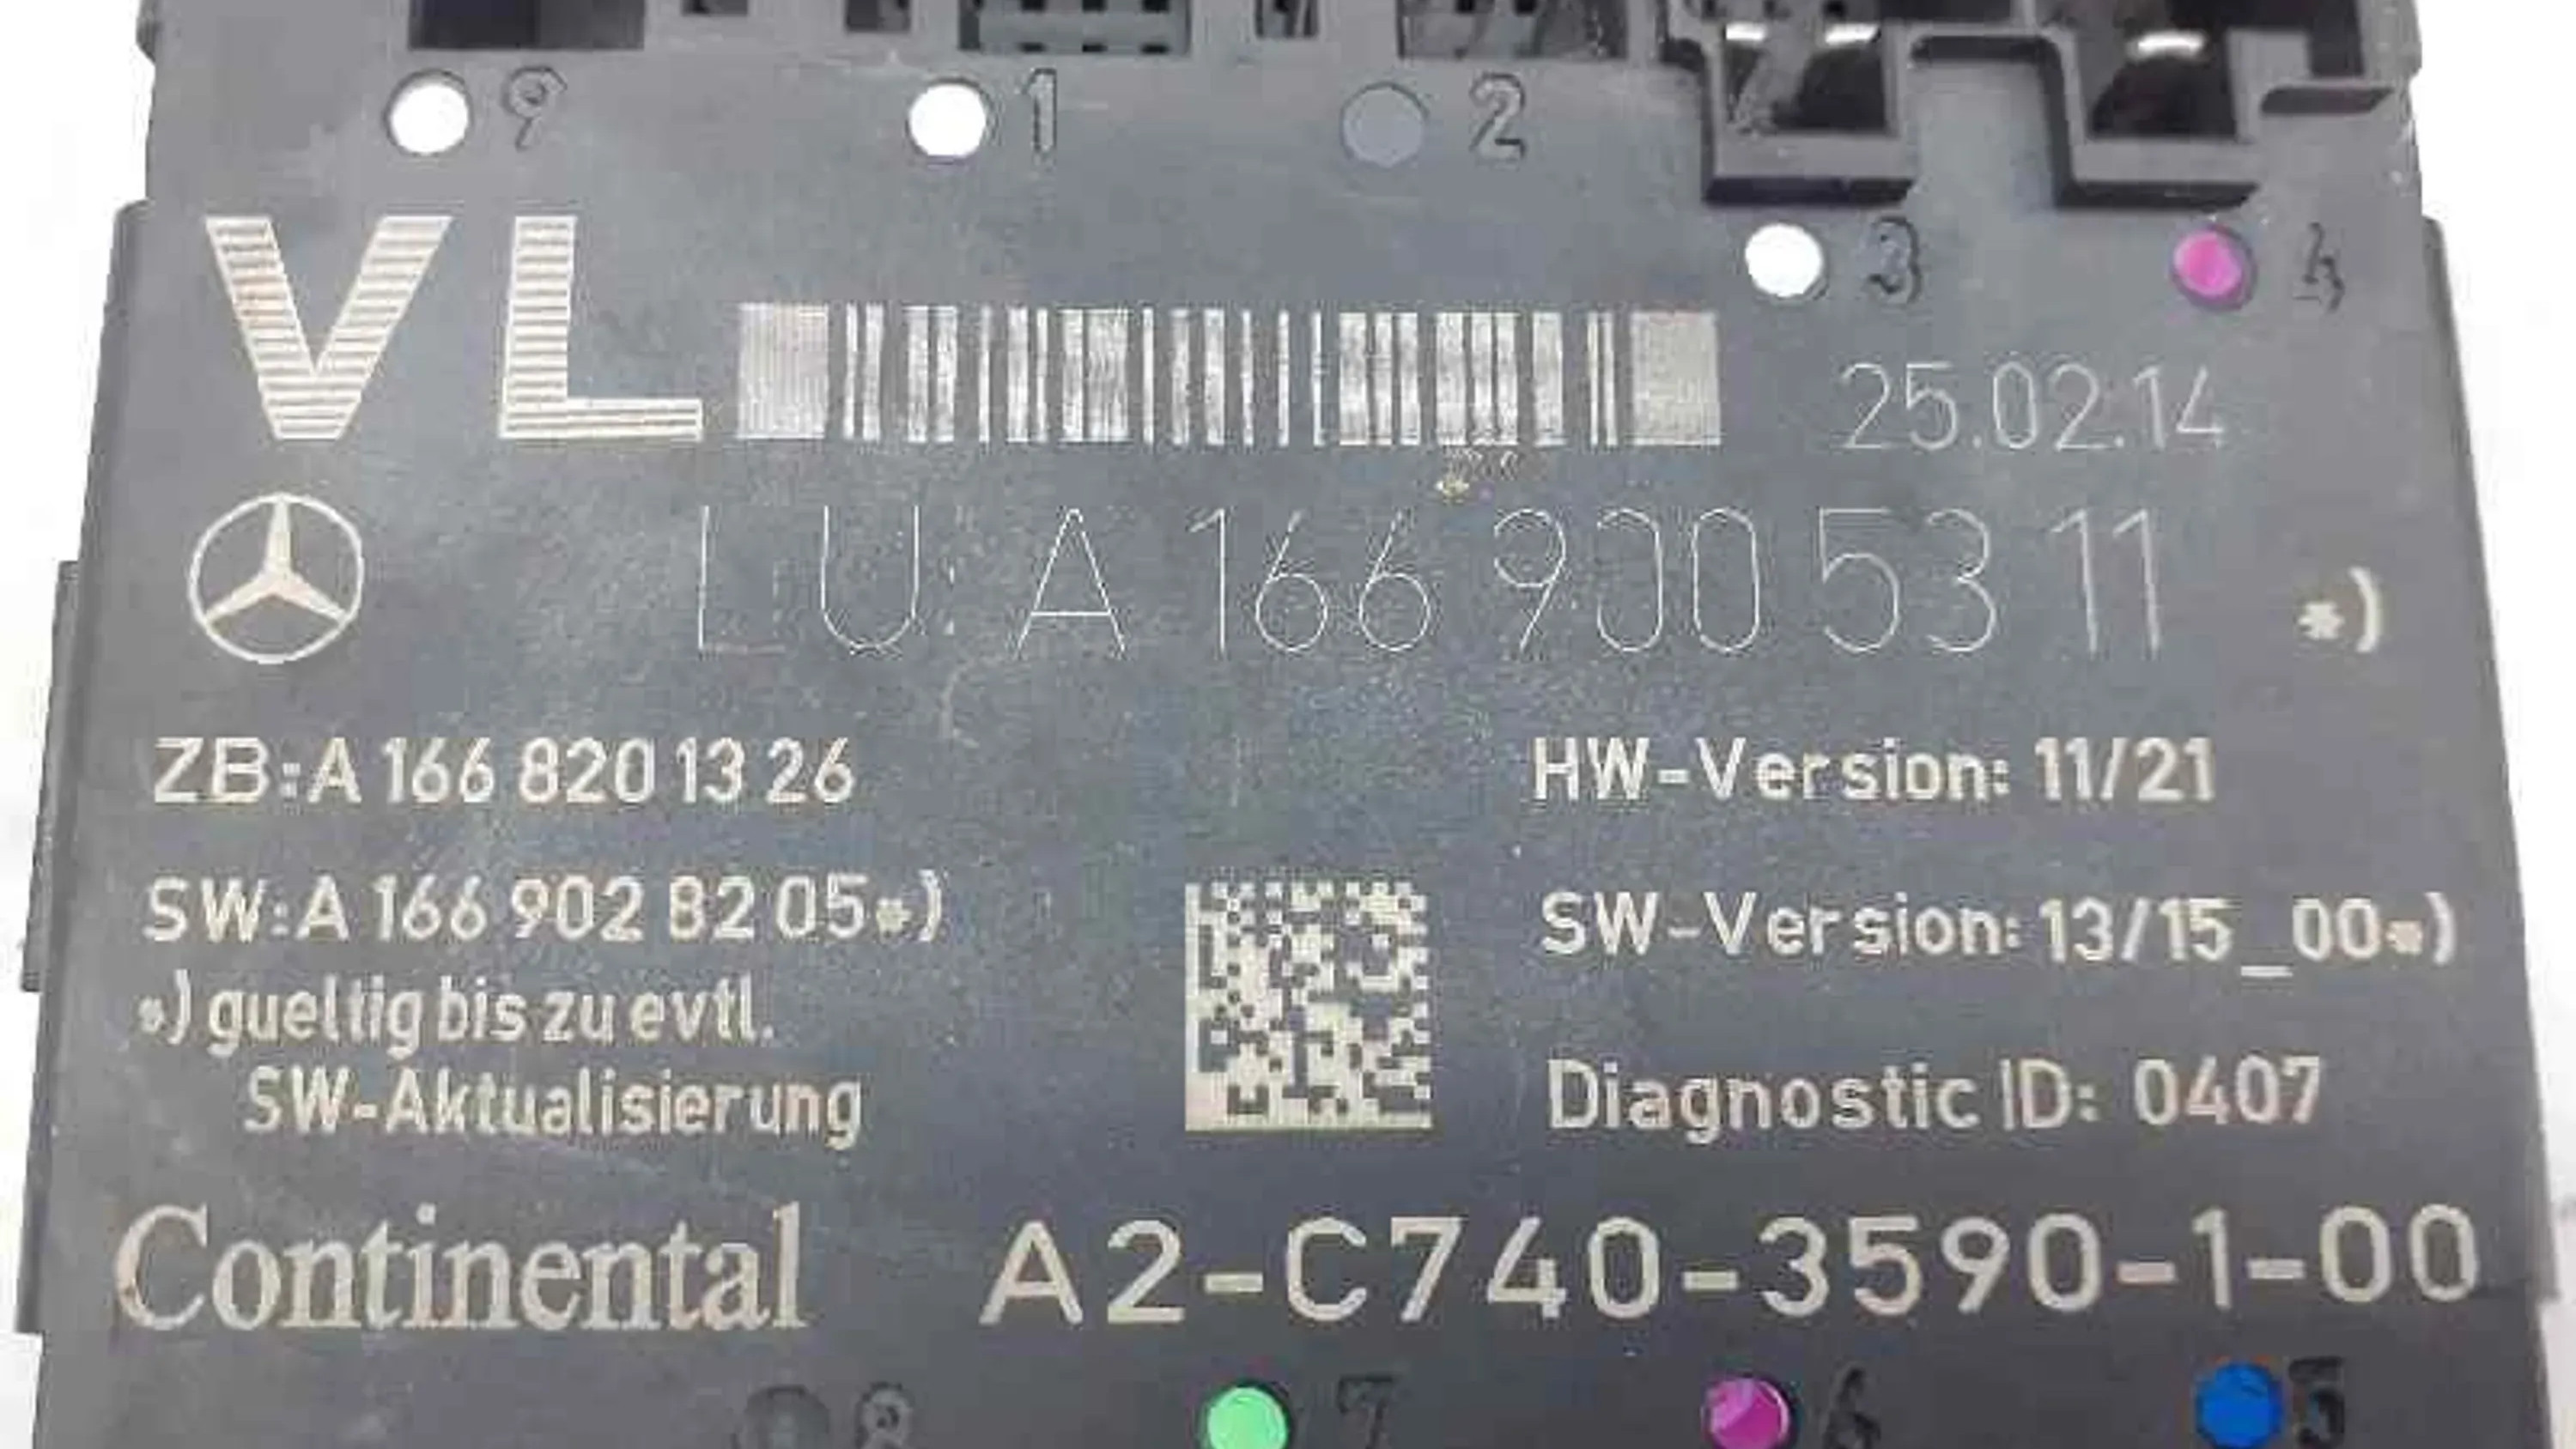 9 1 2
3 4
VL
25.02.14
LU A 166 900 53 11 *)
ZB:A 166 820 13 26
HW-Version: 11/21
SW:A 166 902 82 05*)
SW-Version: 13/15_00*)
*) gueltig bis zu evtl.
SW-Aktualisierung
Diagnostic ID: 0407
Continental A2-C740-3590-1-00
8 7 6 5